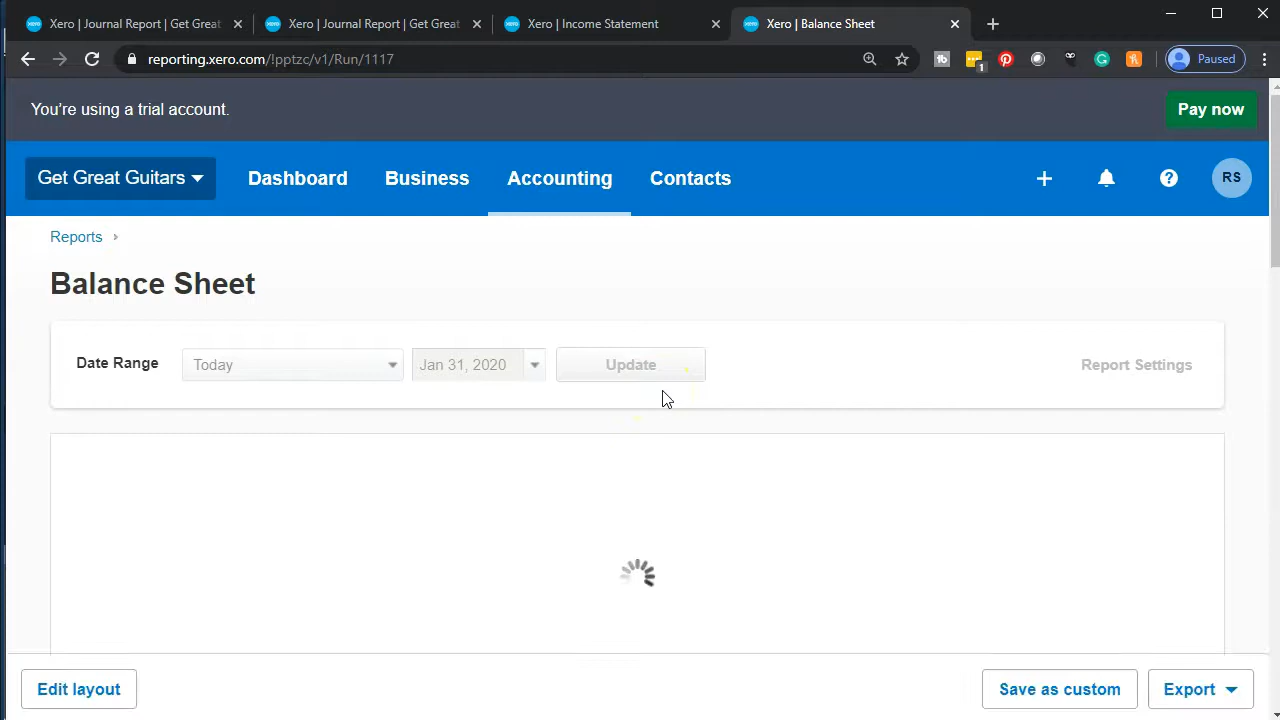 Xero | Journal Report | Get Great
Xero | Journal Report | Get Great
Xero | Income Statement
Xero | Balance Sheet
reporting.xero.com/!pptzc/v1/Run/1117
1
Paused
You're using a trial account.
Pay now
Get Great Guitars
Dashboard
Business
Accounting
Contacts
RS
Reports
Balance Sheet
Date Range
Today
Jan 31, 2020
Update
Report Settings
Edit layout
Save as custom
Export